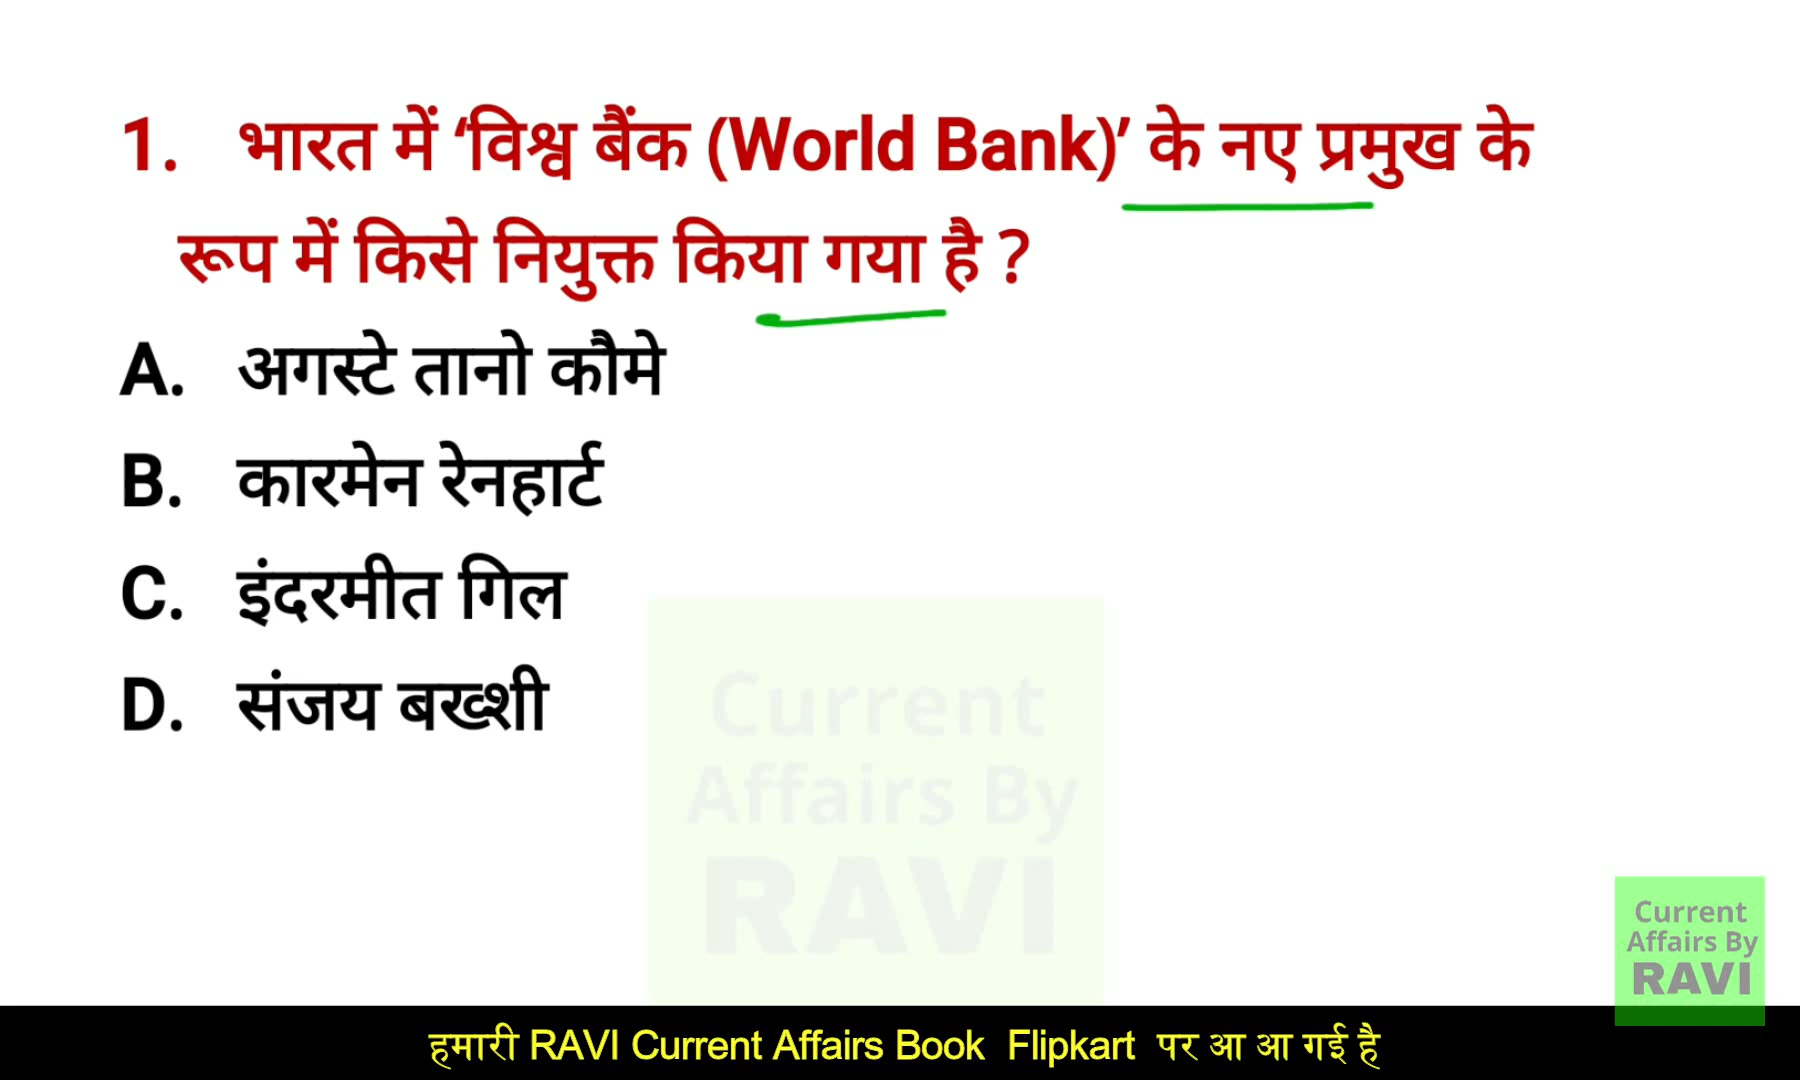 1. भारत में ‘विश्व बैंक (World Bank)’ के नए प्रमुख के
रूप में किसे नियुक्त किया गया है ?
A. अगस्टे तानो कौमे
B. कारमेन रेनहार्ट
C. इंदरमीत गिल
D. संजय बख्शी
Current
Affairs By
RAVI
Current
Affairs By
RAVI
हमारी RAVI Current Affairs Book Flipkart पर आ आ गई है